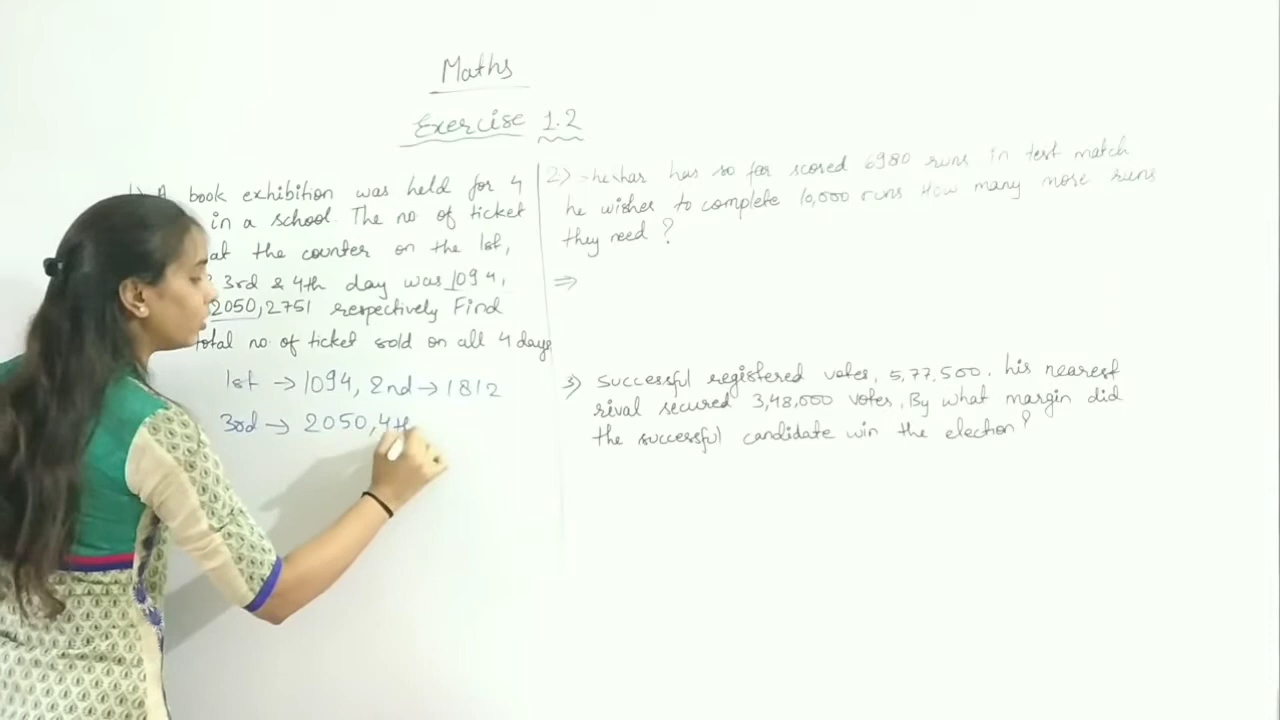 Maths
Exercise 1.2
1) A book exhibition was held for 4
in a school. The no of ticket
at the counter on the 1st,
3rd & 4th day was 1094,
2050, 2751 respectively Find
total no. of ticket sold on all 4 days
1st → 1094, 2nd → 1812
3rd → 2050, 4th
2) has so far scored 6980 runs in test match
he wishes to complete 10,000 runs How many more runs
they need ?
⇒
3) Successful registered votes, 5,77,500. his nearest
rival secured 3,48,000 votes, By what margin did
the successful candidate win the election?